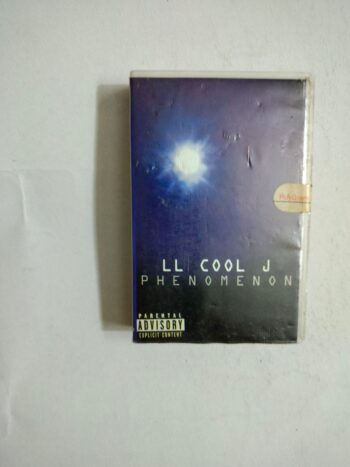 LL COOL J
PHENOMENON
PARENTAL
ADVISORY
EXPLICIT CONTENT